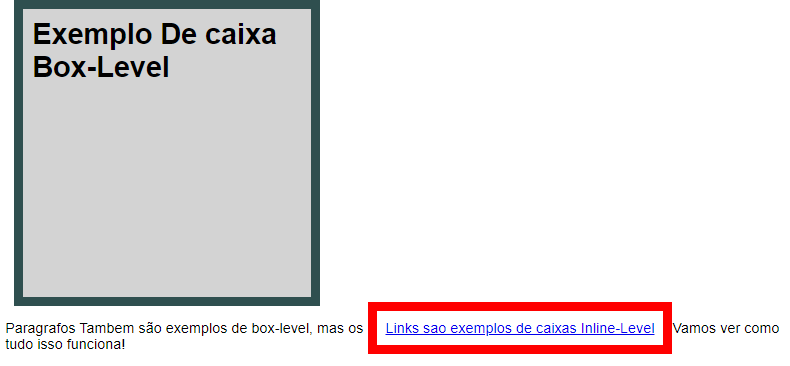 Exemplo De caixa
Box-Level
Paragrafos Tambem são exemplos de box-level, mas os Links sao exemplos de caixas Inline-Level Vamos ver como
tudo isso funciona!